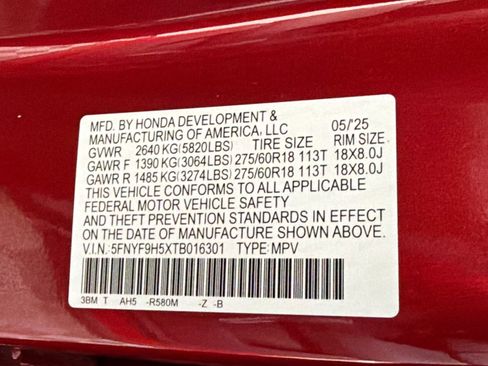 MFD. BY HONDA DEVELOPMENT & 05/'25
MANUFACTURING OF AMERICA, LLC
GVWR 2640 KG(5820LBS) TIRE SIZE RIM SIZE
GAWR F 1390 KG(3064LBS) 275/60R18 113T 18X8.0J
GAWR R 1485 KG(3274LBS) 275/60R18 113T 18X8.0J
THIS VEHICLE CONFORMS TO ALL APPLICABLE
FEDERAL MOTOR VEHICLE SAFETY
AND THEFT PREVENTION STANDARDS IN EFFECT
ON THE DATE OF MANUFACTURE SHOWN ABOVE.
V.I.N.: 5FNYF9H5XTB016301 TYPE: MPV
3BM T AH5 -R580M -Z -B